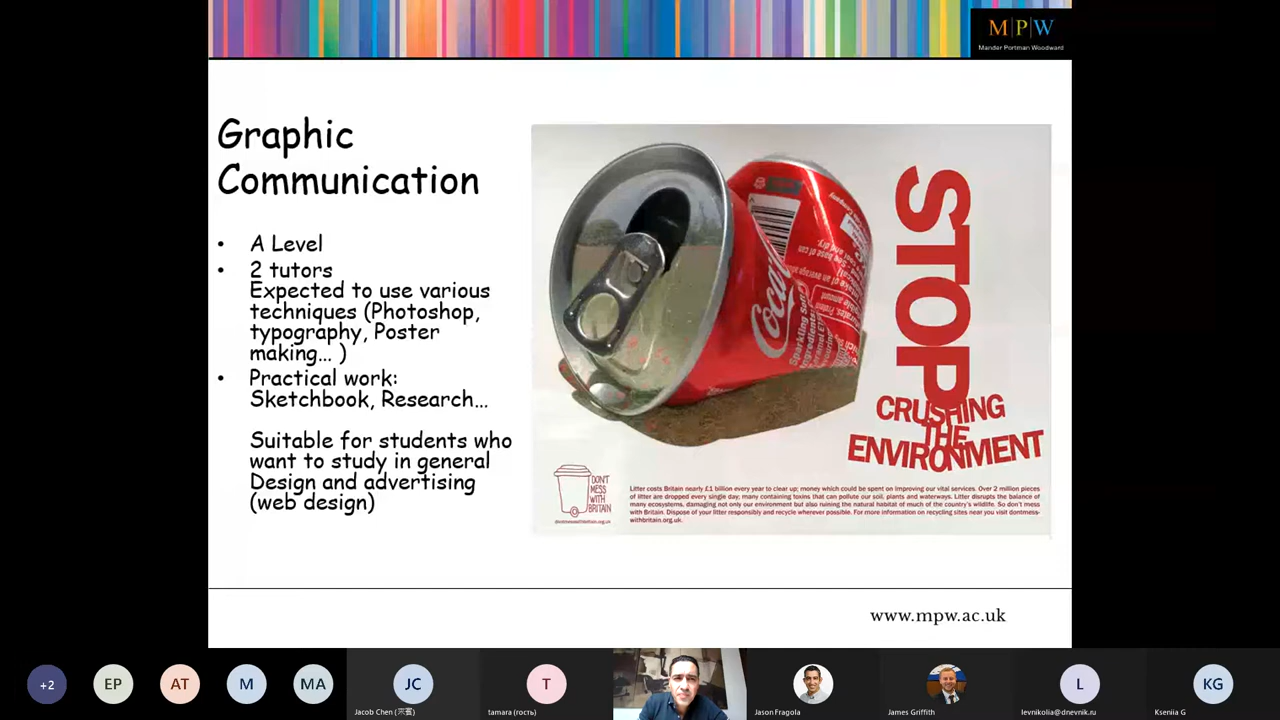 M|P|W
Mander Portman Woodward
Graphic
Communication
• A Level
• 2 tutors
Expected to use various
techniques (Photoshop,
typography, Poster
making... )
• Practical work:
Sketchbook, Research...
Suitable for students who
want to study in general
Design and advertising
(web design)
Coca
Sparkling Soft
STOP
CRUSHING
THE
ENVIRONMENT
DON'T
MESS
WITH
BRITAIN
dontmesswithbritain.org.uk
Litter costs Britain nearly £1 billion every year to clear up; money which could be spent on improving our vital services. Over 2 million pieces
of litter are dropped every single day; many containing toxins that can pollute our soil, plants and waterways. Litter disrupts the balance of
many ecosystems, damaging not only our environment but also ruining the natural habitat of much of the country's wildlife. So don't mess
with Britain. Dispose of your litter responsibly and recycle wherever possible. For more information on recycling sites near you visit dontmess-
withbritain.org.uk.
www.mpw.ac.uk
+2
EP
AT
M
MA
JC
T
L
KG
Jacob Chen
tamara (гость)
Jason Fragola
James Griffith
levnikolia@dnevnik.ru
Kseniia G